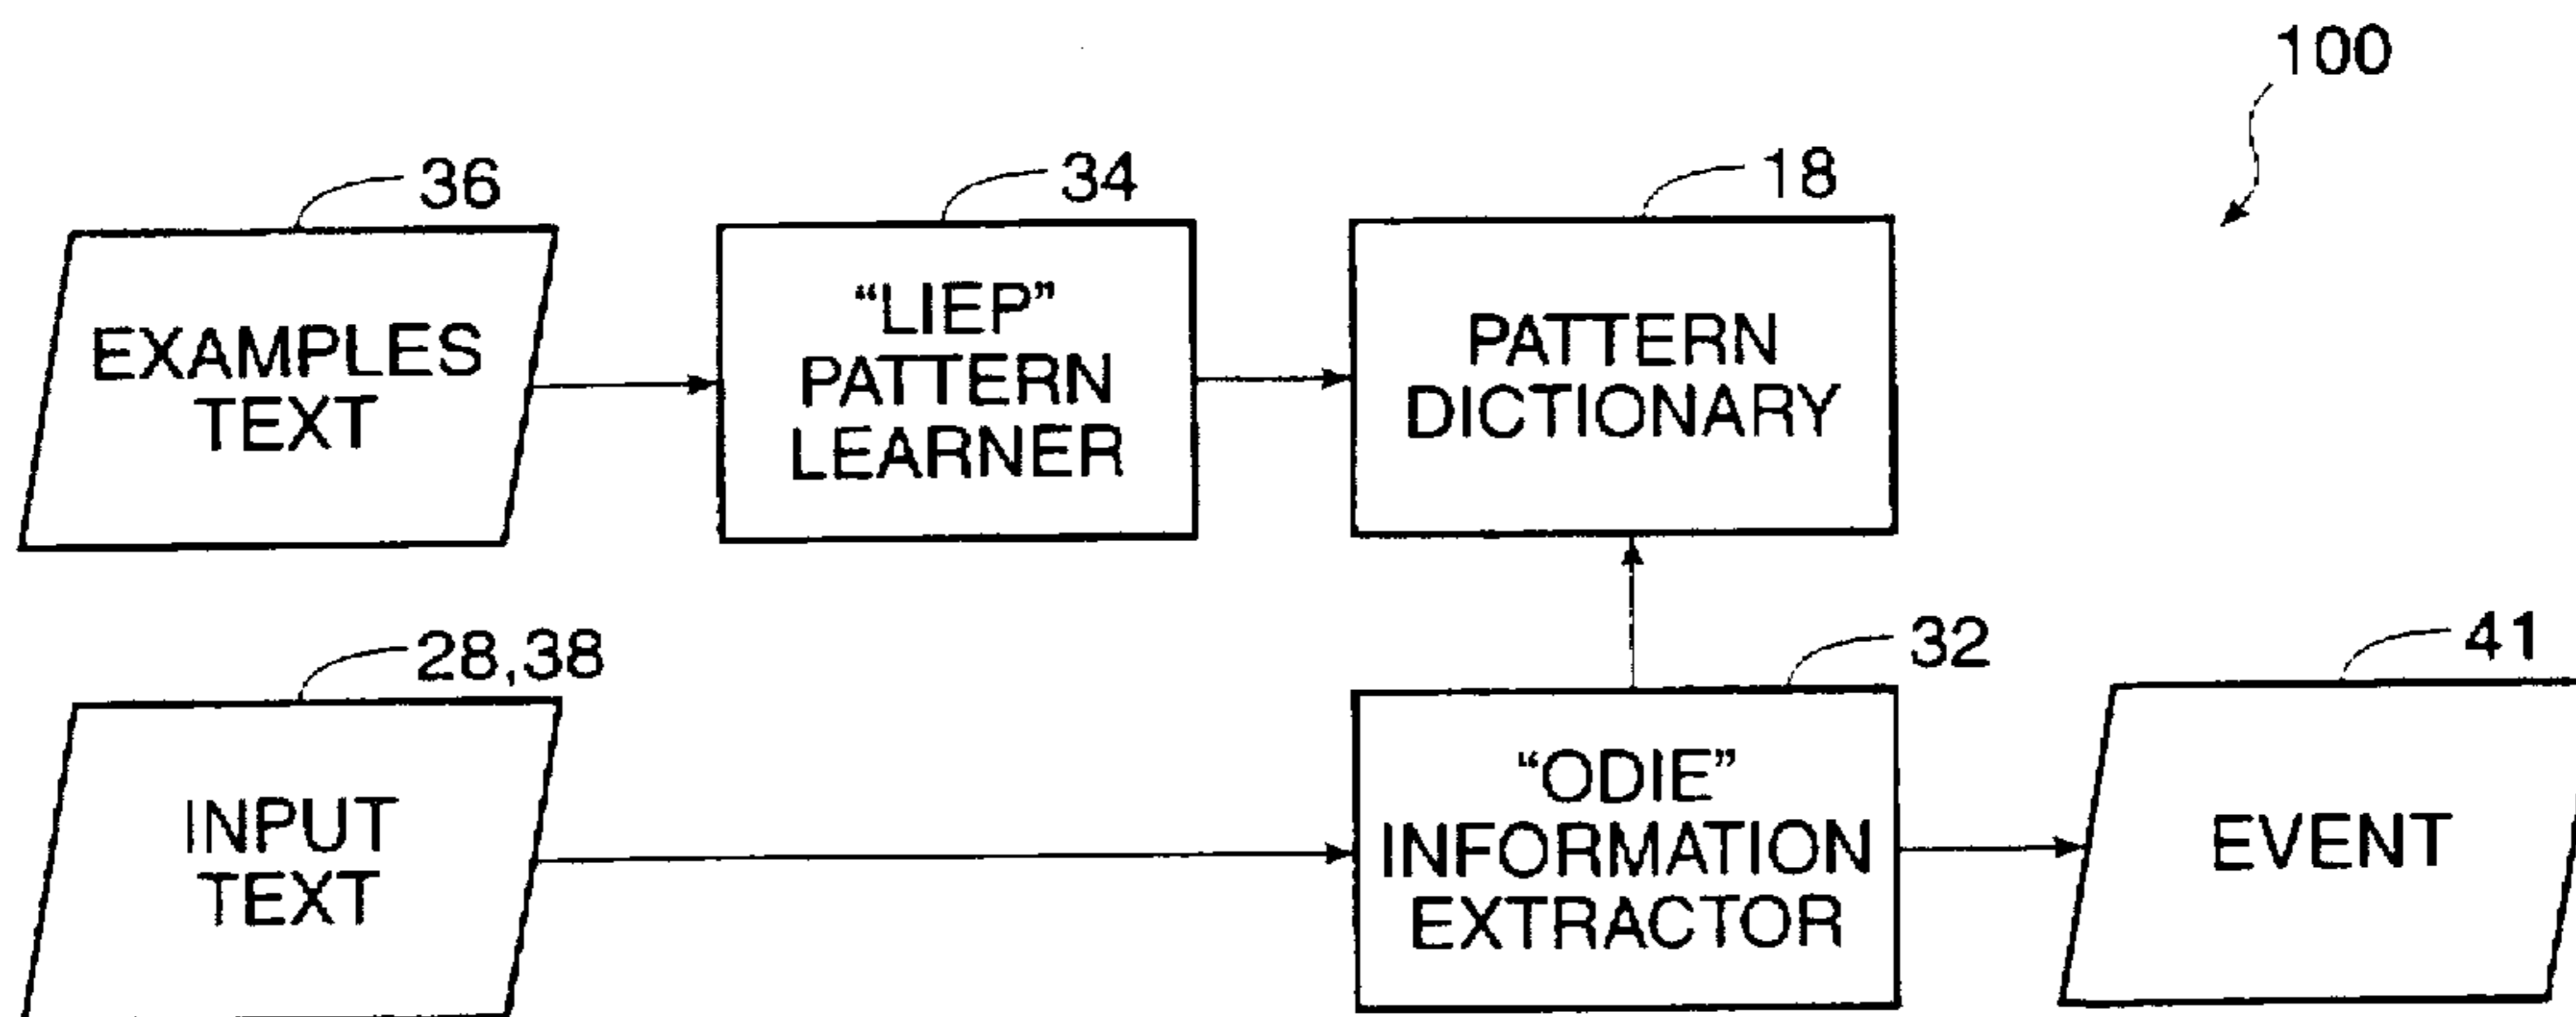 100
36
34
18
EXAMPLES
TEXT
“LIEP”
PATTERN
LEARNER
PATTERN
DICTIONARY
28,38
32
41
INPUT
TEXT
“ODIE”
INFORMATION
EXTRACTOR
EVENT